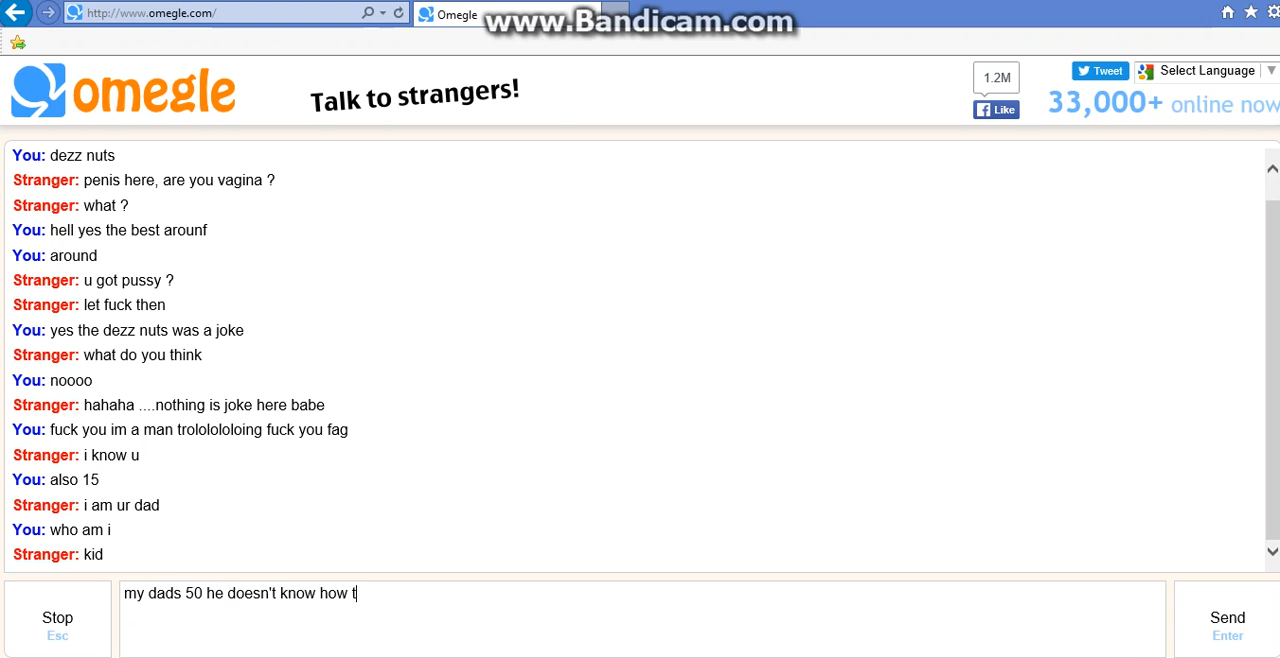 http://www.omegle.com/
Omegle
www.Bandicam.com
omegle
Talk to strangers!
1.2M
Like
Tweet
Select Language
33,000+ online now
You: dezz nuts
Stranger: penis here, are you vagina ?
Stranger: what ?
You: hell yes the best arounf
You: around
Stranger: u got pussy ?
Stranger: let fuck then
You: yes the dezz nuts was a joke
Stranger: what do you think
You: noooo
Stranger: hahaha ....nothing is joke here babe
You: fuck you im a man trololololoing fuck you fag
Stranger: i know u
You: also 15
Stranger: i am ur dad
You: who am i
Stranger: kid
Stop
Esc
my dads 50 he doesn't know how t
Send
Enter